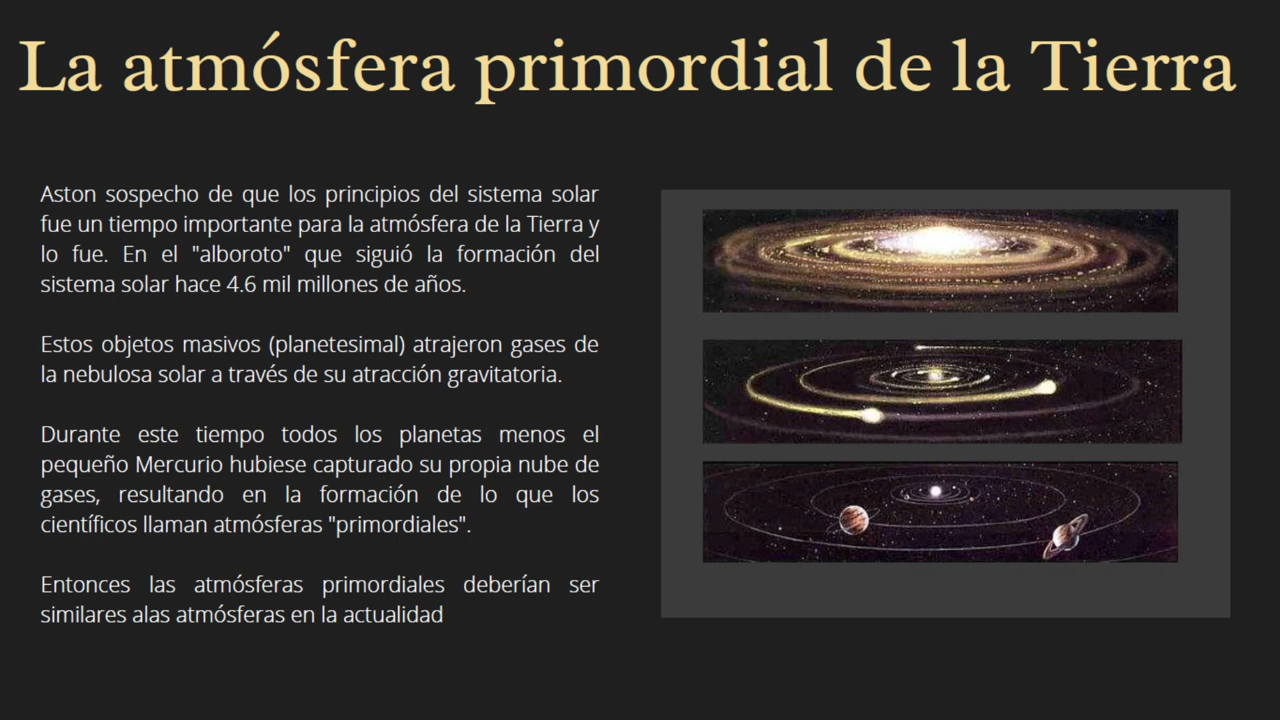 La atmósfera primordial de la Tierra
Aston sospecho de que los principios del sistema solar
fue un tiempo importante para la atmósfera de la Tierra y
lo fue. En el "alboroto" que siguió la formación del
sistema solar hace 4.6 mil millones de años.
Estos objetos masivos (planetesimal) atrajeron gases de
la nebulosa solar a través de su atracción gravitatoria.
Durante este tiempo todos los planetas menos el
pequeño Mercurio hubiese capturado su propia nube de
gases, resultando en la formación de lo que los
científicos llaman atmósferas "primordiales".
Entonces las atmósferas primordiales deberían ser
similares alas atmósferas en la actualidad